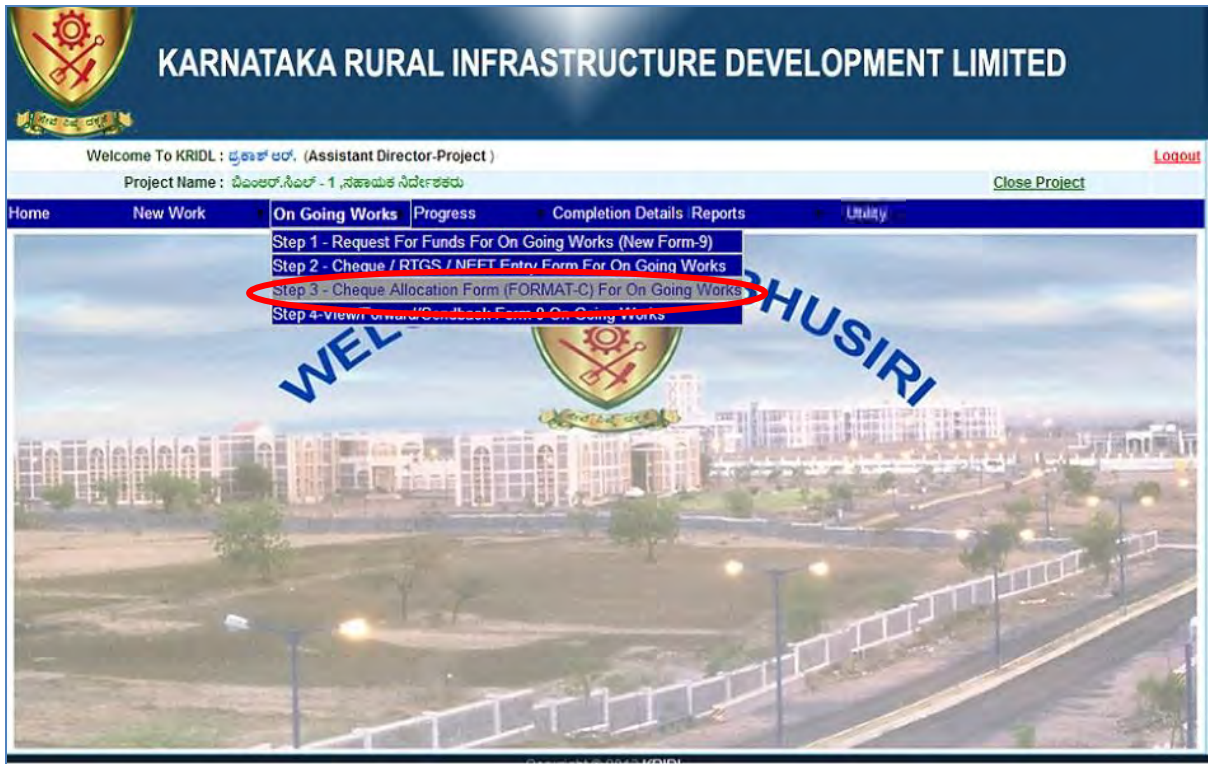 KARNATAKA RURAL INFRASTRUCTURE DEVELOPMENT LIMITED
Welcome To KRIDL : ಪ್ರಕಾಶ್ ಆರ್. (Assistant Director-Project )
Logout
Project Name : ಬಿಎಂಆರ್.ಸಿಎಲ್ - 1 ,ಸಹಾಯಕ ನಿರ್ದೇಶಕರು
Close Project
Home New Work On Going Works Progress Completion Details Reports Utility
Step 1 - Request For Funds For On Going Works (New Form-9)
Step 2 - Cheque / RTGS / NEFT Entry Form For On Going Works
Step 3 - Cheque Allocation Form (FORMAT-C) For On Going Works
Step 4-View/Forward/Sendback Form 9 On Going Works
HUSIRI